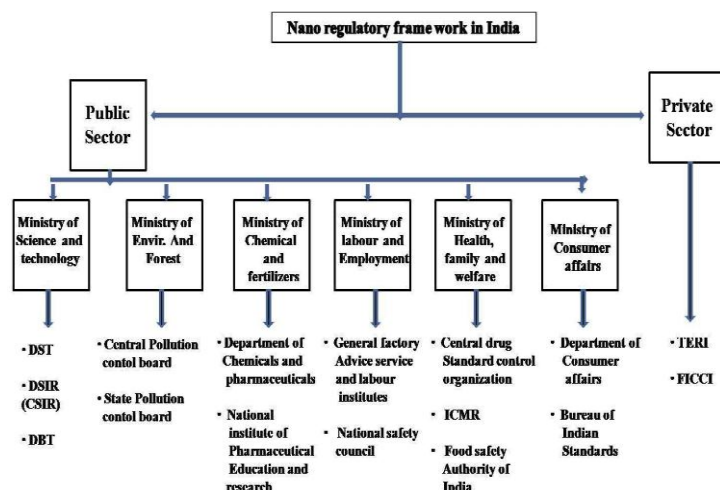 Nano regulatory frame work in India
Public
Sector
Private
Sector
Ministry of
Science and
technology
Ministry of
Envir. And
Forest
Ministry of
Chemical
and
fertilizers
Ministry of
labour and
Employment
Ministry of
Health,
family and
welfare
Ministry of
Consumer
affairs
• DST
• DSIR
(CSIR)
• DBT
• Central Pollution
contol board
• State Pollution
contol board
• Department of
Chemicals and
pharmaceuticals
• National
institute of
Pharmaceutical
Education and
research
• General factory
Advice service
and labour
institutes
• National safety
council
• Central drug
Standard control
organization
• ICMR
• Food safety
Authority of
India
• Department of
Consumer
affairs
• Bureau of
Indian
Standards
• TERI
• FICCI